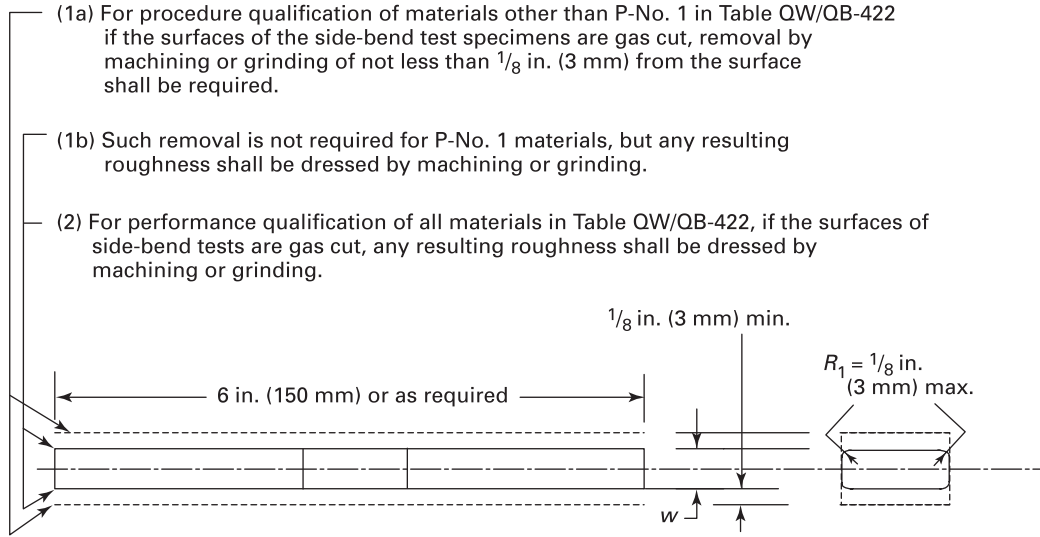 (1a) For procedure qualification of materials other than P-No. 1 in Table QW/QB-422
if the surfaces of the side-bend test specimens are gas cut, removal by
machining or grinding of not less than 1/8 in. (3 mm) from the surface
shall be required.
(1b) Such removal is not required for P-No. 1 materials, but any resulting
roughness shall be dressed by machining or grinding.
(2) For performance qualification of all materials in Table QW/QB-422, if the surfaces of
side-bend tests are gas cut, any resulting roughness shall be dressed by
machining or grinding.
1/8 in. (3 mm) min.
R1 = 1/8 in.
(3 mm) max.
6 in. (150 mm) or as required
w